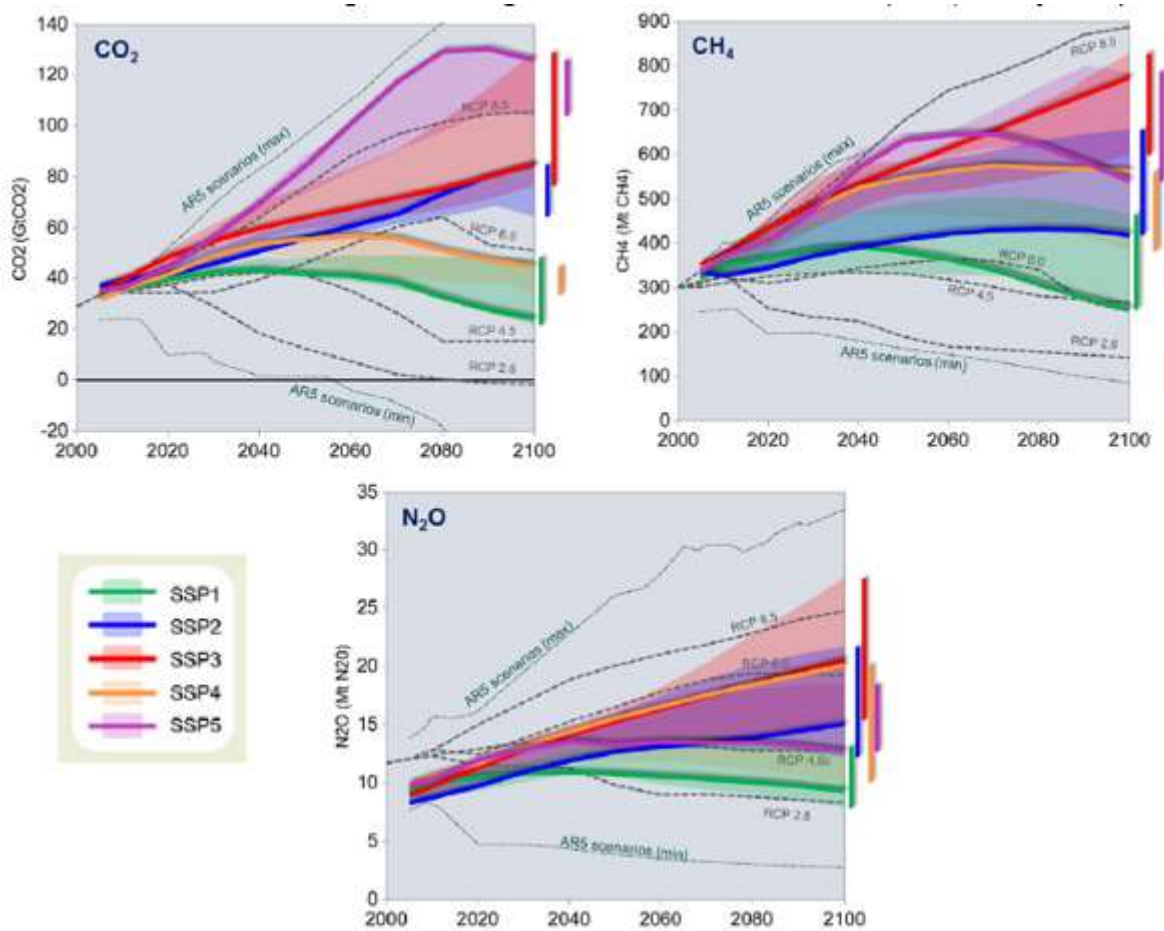 CO2
CO2 (GtCO2)
140
120
100
80
60
40
20
0
-20
2000
2020
2040
2060
2080
2100
AR5 scenarios (max)
RCP 8.5
RCP 6.0
RCP 4.5
RCP 2.6
AR5 scenarios (min)
CH4
CH4 (Mt CH4)
900
800
700
600
500
400
300
200
100
0
2000
2020
2040
2060
2080
2100
RCP 8.5
AR5 scenarios (max)
RCP 6.0
RCP 4.5
RCP 2.6
AR5 scenarios (min)
SSP1
SSP2
SSP3
SSP4
SSP5
N2O
N2O (Mt N20)
35
30
25
20
15
10
5
0
2000
2020
2040
2060
2080
2100
AR5 scenarios (max)
RCP 8.5
RCP 6.0
RCP 4.5
RCP 2.6
AR5 scenarios (min)